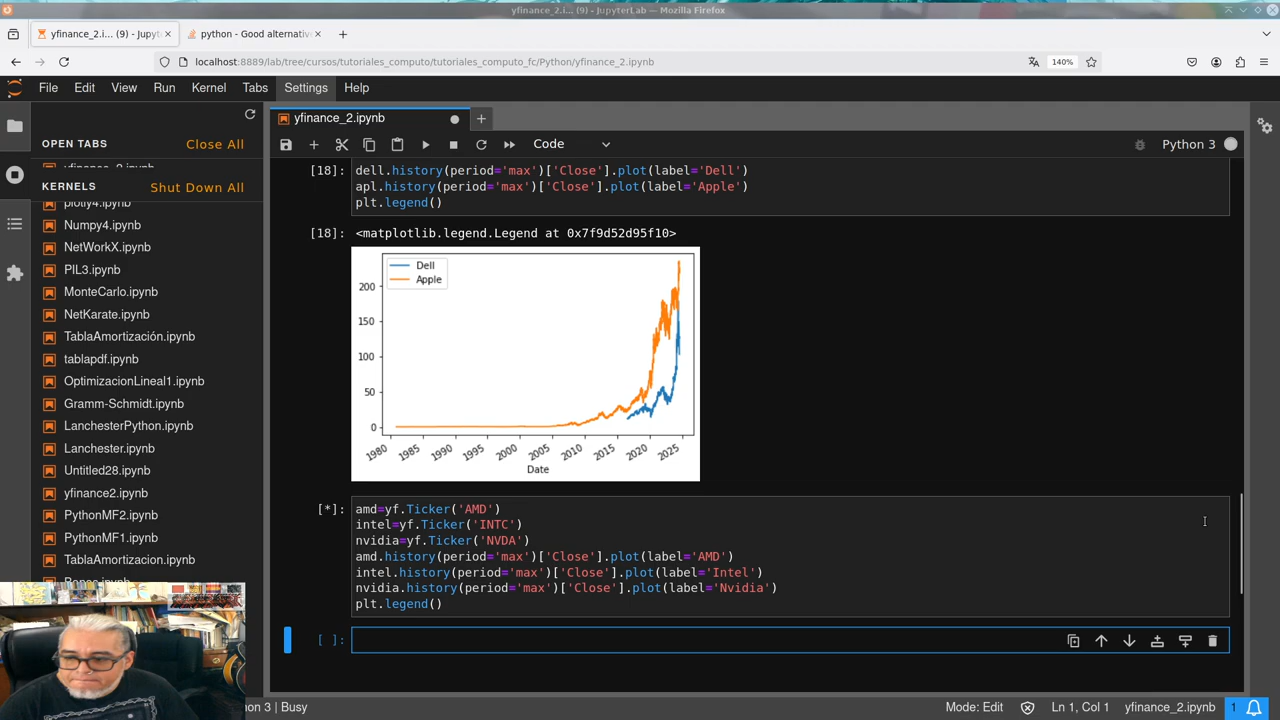 yfinance_2.i... (9) - JupyterLab — Mozilla Firefox
yfinance_2.i... (9) - Jupyt
python - Good alternativ
localhost:8889/lab/tree/cursos/tutoriales_computo/tutoriales_computo_fc/Python/yfinance_2.ipynb
140%
File Edit View Run Kernel Tabs Settings Help
OPEN TABS
Close All
yfinance_2.ipynb
KERNELS
Shut Down All
plotly4.ipynb
Numpy4.ipynb
NetWorkX.ipynb
PIL3.ipynb
MonteCarlo.ipynb
NetKarate.ipynb
TablaAmortización.ipynb
tablapdf.ipynb
OptimizacionLineal1.ipynb
Gramm-Schmidt.ipynb
LanchesterPython.ipynb
Lanchester.ipynb
Untitled28.ipynb
yfinance2.ipynb
PythonMF2.ipynb
PythonMF1.ipynb
TablaAmortizacion.ipynb
yfinance_2.ipynb
Code
Python 3
[18]:
dell.history(period='max')['Close'].plot(label='Dell')
apl.history(period='max')['Close'].plot(label='Apple')
plt.legend()
[18]:
<matplotlib.legend.Legend at 0x7f9d52d95f10>
Dell
Apple
200
150
100
50
0
1980 1985 1990 1995 2000 2005 2010 2015 2020 2025
Date
[*]:
amd=yf.Ticker('AMD')
intel=yf.Ticker('INTC')
nvidia=yf.Ticker('NVDA')
amd.history(period='max')['Close'].plot(label='AMD')
intel.history(period='max')['Close'].plot(label='Intel')
nvidia.history(period='max')['Close'].plot(label='Nvidia')
plt.legend()
[ ]:
on 3 | Busy
Mode: Edit
Ln 1, Col 1
yfinance_2.ipynb
1